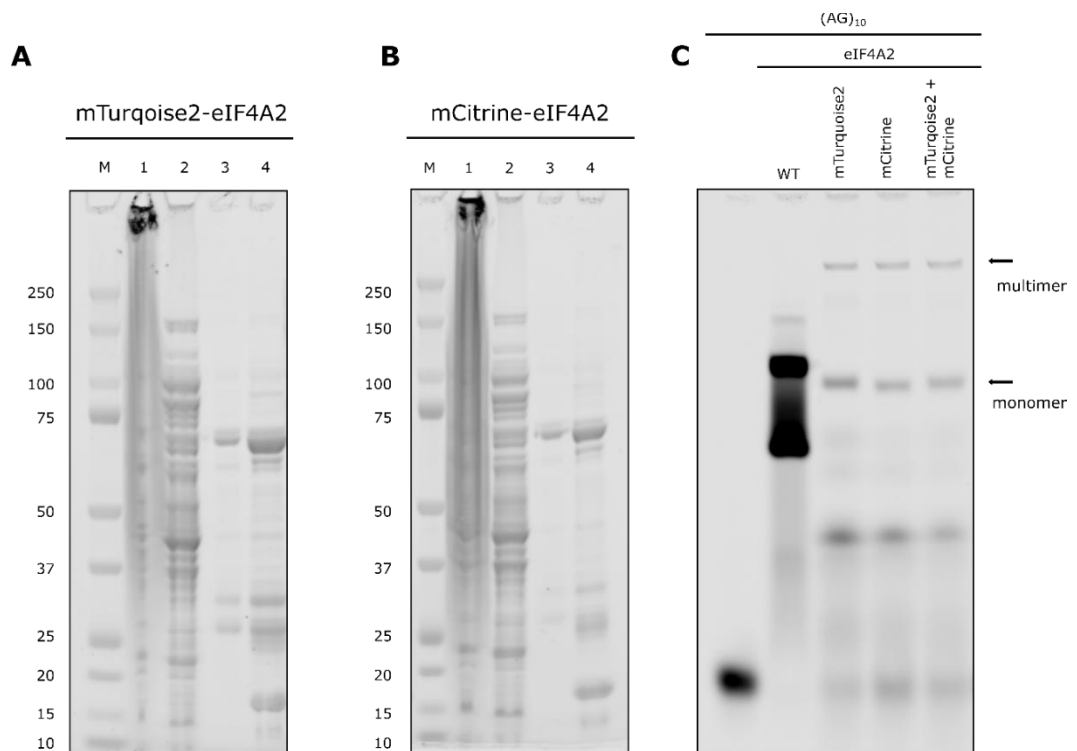 A
mTurqoise2-eIF4A2
M 1 2 3 4
250
150
100
75
50
37
25
20
15
10
B
mCitrine-eIF4A2
M 1 2 3 4
250
150
100
75
50
37
25
20
15
10
C
(AG)10
eIF4A2
WT
mTurquoise2
mCitrine
mTurqoise2 +
mCitrine
multimer
monomer